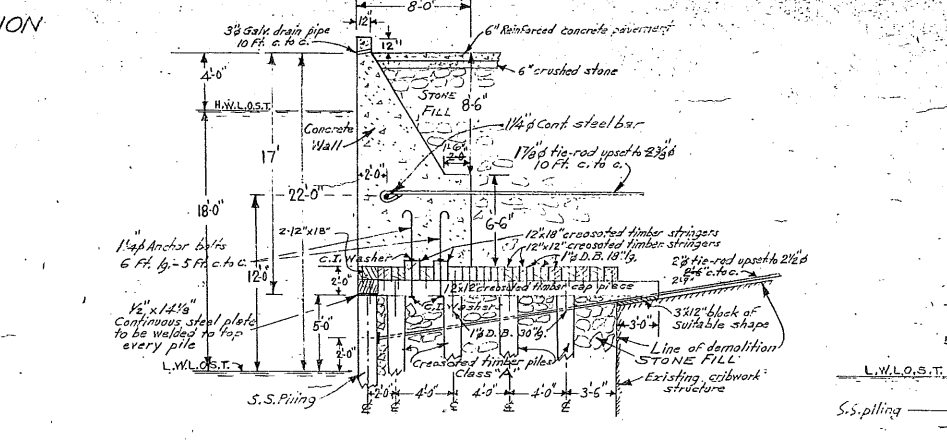 ION
8'-0"
12"
3"ø Galv. drain pipe
10 Ft. c. to c.
12"
6" Reinforced concrete pavement
6" crushed stone
4'-0"
STONE
FILL
8'-6"
H.W.L.O.S.T.
Concrete
Wall
1¼"ø Cont. steel bar
17'
1'-6"
2'-0"
1⅞"ø tie-rod upset to 2⅜"ø
10 Ft. c. to c.
2'-0"
22'-0"
18'-0"
6'-6"
2-12"x18"
12"x18" creosoted timber stringers
12"x12" creosoted timber stringers
1¼"ø Anchor bolts
6 Ft. lg. - 5 Ft. c. to c.
C.I. Washer
1"ø D.B. 18" lg.
12'-0"
2'-0"
2"ø tie-rod upset to 2½"ø
c. to c.
12x12 creosoted timber cap piece
½" x 14⅛"
Continuous steel plate
to be welded to top
every pile
5'-0"
C.I. Washer
1"ø D.B. 30" lg.
3"x12" block of
suitable shape
3'-0"
2'-0"
Creosoted timber piles
Class "A"
Line of demolition
STONE FILL
L.W.L.O.S.T.
Existing cribwork
structure
L.W.L.O.S.T.
S.S. Piling
2'-0"
4'-0"
4'-0"
4'-0"
3'-6"
S.S. piling